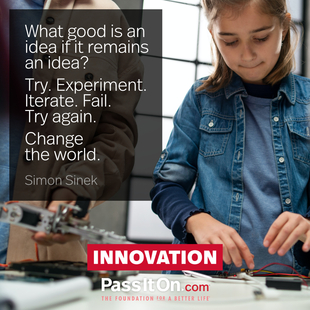 What good is an
idea if it remains
an idea?
Try. Experiment.
Iterate. Fail.
Try again.
Change
the world.
Simon Sinek
INNOVATION
PassItOn.com
THE FOUNDATION FOR A BETTER LIFE